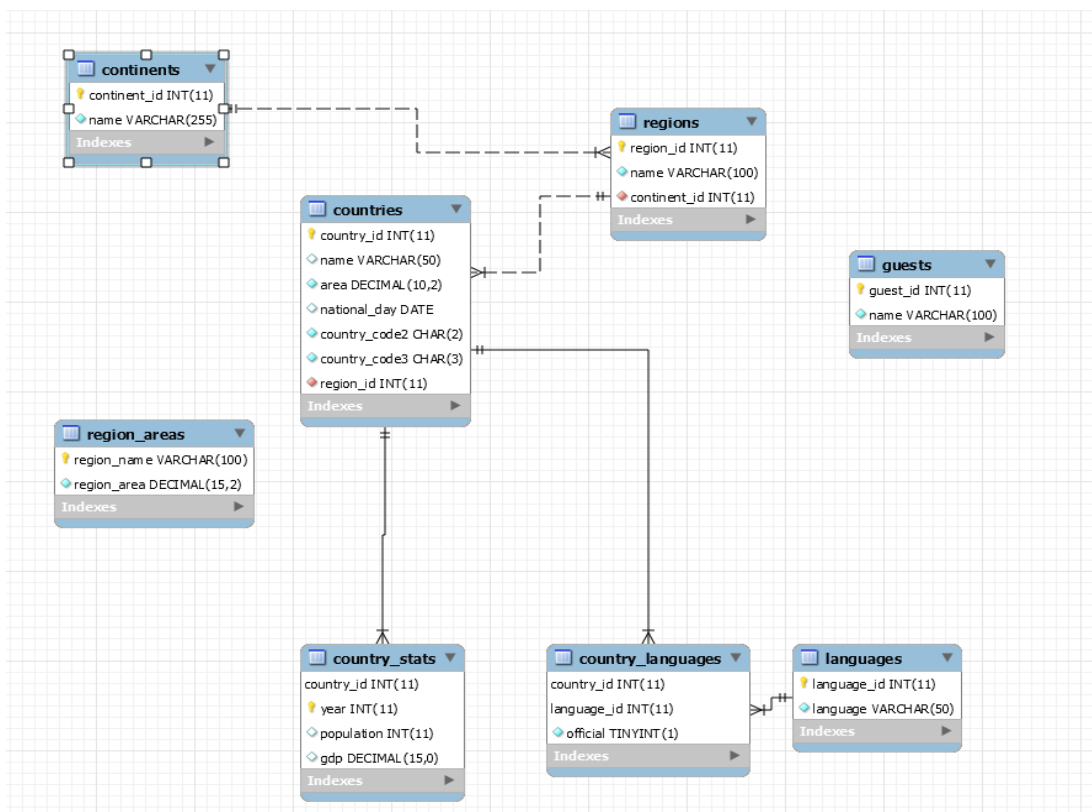 continents
continent_id INT(11)
name VARCHAR(255)
Indexes
regions
region_id INT(11)
name VARCHAR(100)
continent_id INT(11)
Indexes
countries
country_id INT(11)
name VARCHAR(50)
area DECIMAL(10,2)
national_day DATE
country_code2 CHAR(2)
country_code3 CHAR(3)
region_id INT(11)
Indexes
guests
guest_id INT(11)
name VARCHAR(100)
Indexes
region_areas
region_name VARCHAR(100)
region_area DECIMAL(15,2)
Indexes
country_stats
country_id INT(11)
year INT(11)
population INT(11)
gdp DECIMAL(15,0)
Indexes
country_languages
country_id INT(11)
language_id INT(11)
official TINYINT(1)
Indexes
languages
language_id INT(11)
language VARCHAR(50)
Indexes